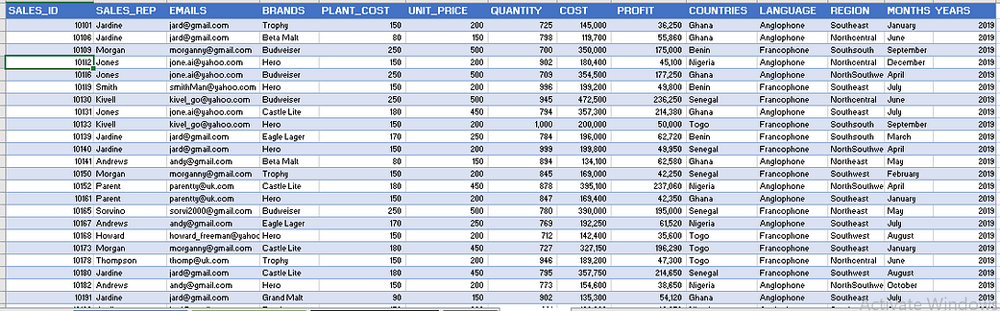 SALES_ID SALES_REP EMAILS BRANDS PLANT_COST UNIT_PRICE QUANTITY COST PROFIT COUNTRIES LANGUAGE REGION MONTHS YEARS
10101 Jardine jard@gmail.com Trophy 150 200 725 145,000 36,250 Ghana Anglophone Southeast January 2019
10106 Jardine jard@gmail.com Beta Malt 80 150 798 119,700 55,860 Ghana Anglophone Northcentral June 2019
10109 Morgan morganny@gmail.com Budweiser 250 500 700 350,000 175,000 Benin Francophone Southsouth September 2019
10112 Jones jone.ai@yahoo.com Hero 150 200 902 180,400 45,100 Nigeria Anglophone Northcentral December 2019
10116 Jones jone.ai@yahoo.com Budweiser 250 500 709 354,500 177,250 Ghana Anglophone NorthSouthwe April 2019
10119 Smith smithMan@yahoo.com Hero 150 200 996 199,200 49,800 Benin Francophone Southeast July 2019
10130 Kivell kivel_go@yahoo.com Budweiser 250 500 945 472,500 236,250 Senegal Francophone Northcentral June 2019
10131 Jones jone.ai@yahoo.com Castle Lite 180 450 794 357,300 214,380 Ghana Anglophone Southeast July 2019
10133 Kivell kivel_go@yahoo.com Hero 150 200 1,000 200,000 50,000 Togo Francophone Southsouth September 2019
10139 Jardine jard@gmail.com Eagle Lager 170 250 784 196,000 62,720 Benin Francophone Southsouth March 2019
10140 Jardine jard@gmail.com Hero 150 200 999 199,800 49,950 Senegal Francophone NorthSouthwe April 2019
10141 Andrews andy@gmail.com Beta Malt 80 150 894 134,100 62,580 Ghana Anglophone Northeast May 2019
10150 Morgan morganny@gmail.com Trophy 150 200 845 169,000 42,250 Senegal Francophone Southwest February 2019
10152 Parent parentty@uk.com Castle Lite 180 450 878 395,100 237,060 Nigeria Anglophone NorthSouthwe April 2019
10161 Parent parentty@uk.com Hero 150 200 847 169,400 42,350 Ghana Anglophone Southwest January 2019
10165 Sorvino sorvi2000@gmail.com Budweiser 250 500 780 390,000 195,000 Senegal Francophone Northeast May 2019
10167 Andrews andy@gmail.com Eagle Lager 170 250 769 192,250 61,520 Nigeria Anglophone Southeast July 2019
10168 Howard howard_freeman@yahoc Hero 150 200 712 142,400 35,600 Togo Francophone Southwest August 2019
10173 Morgan morganny@gmail.com Castle Lite 180 450 727 327,150 196,290 Togo Francophone Southeast January 2019
10178 Thompson thomp@uk.com Trophy 150 200 946 189,200 47,300 Togo Francophone Northcentral June 2019
10180 Jardine jard@gmail.com Castle Lite 180 450 795 357,750 214,650 Senegal Francophone Southwest August 2019
10182 Andrews andy@gmail.com Hero 150 200 773 154,600 38,650 Nigeria Anglophone NorthSouthwe October 2019
10191 Jardine jard@gmail.com Grand Malt 90 150 902 135,300 54,120 Ghana Anglophone Southeast July 2019
Activate Windows